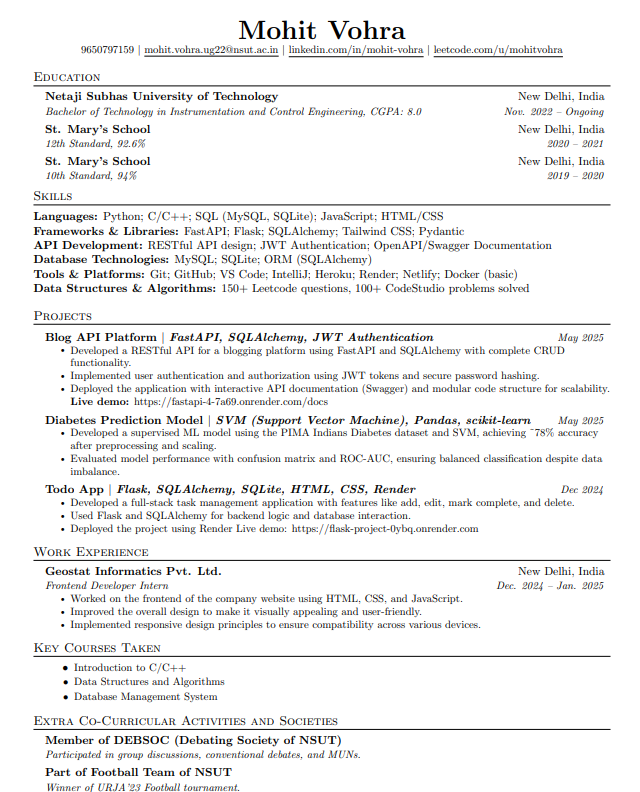 Mohit Vohra
9650797159 | mohit.vohra.ug22@nsut.ac.in | linkedin.com/in/mohit-vohra | leetcode.com/u/mohitvohra
Education
Netaji Subhas University of Technology New Delhi, India
Bachelor of Technology in Instrumentation and Control Engineering, CGPA: 8.0 Nov. 2022 – Ongoing
St. Mary's School New Delhi, India
12th Standard, 92.6% 2020 – 2021
St. Mary's School New Delhi, India
10th Standard, 94% 2019 – 2020
Skills
Languages: Python; C/C++; SQL (MySQL, SQLite); JavaScript; HTML/CSS
Frameworks & Libraries: FastAPI; Flask; SQLAlchemy; Tailwind CSS; Pydantic
API Development: RESTful API design; JWT Authentication; OpenAPI/Swagger Documentation
Database Technologies: MySQL; SQLite; ORM (SQLAlchemy)
Tools & Platforms: Git; GitHub; VS Code; IntelliJ; Heroku; Render; Netlify; Docker (basic)
Data Structures & Algorithms: 150+ Leetcode questions, 100+ CodeStudio problems solved
Projects
Blog API Platform | FastAPI, SQLAlchemy, JWT Authentication May 2025
• Developed a RESTful API for a blogging platform using FastAPI and SQLAlchemy with complete CRUD
functionality.
• Implemented user authentication and authorization using JWT tokens and secure password hashing.
• Deployed the application with interactive API documentation (Swagger) and modular code structure for scalability.
Live demo: https://fastapi-4-7a69.onrender.com/docs
Diabetes Prediction Model | SVM (Support Vector Machine), Pandas, scikit-learn May 2025
• Developed a supervised ML model using the PIMA Indians Diabetes dataset and SVM, achieving ~78% accuracy
after preprocessing and scaling.
• Evaluated model performance with confusion matrix and ROC-AUC, ensuring balanced classification despite data
imbalance.
Todo App | Flask, SQLAlchemy, SQLite, HTML, CSS, Render Dec 2024
• Developed a full-stack task management application with features like add, edit, mark complete, and delete.
• Used Flask and SQLAlchemy for backend logic and database interaction.
• Deployed the project using Render Live demo: https://flask-project-0ybq.onrender.com
Work Experience
Geostat Informatics Pvt. Ltd. New Delhi, India
Frontend Developer Intern Dec. 2024 – Jan. 2025
• Worked on the frontend of the company website using HTML, CSS, and JavaScript.
• Improved the overall design to make it visually appealing and user-friendly.
• Implemented responsive design principles to ensure compatibility across various devices.
Key Courses Taken
• Introduction to C/C++
• Data Structures and Algorithms
• Database Management System
Extra Co-Curricular Activities and Societies
Member of DEBSOC (Debating Society of NSUT)
Participated in group discussions, conventional debates, and MUNs.
Part of Football Team of NSUT
Winner of URJA'23 Football tournament.